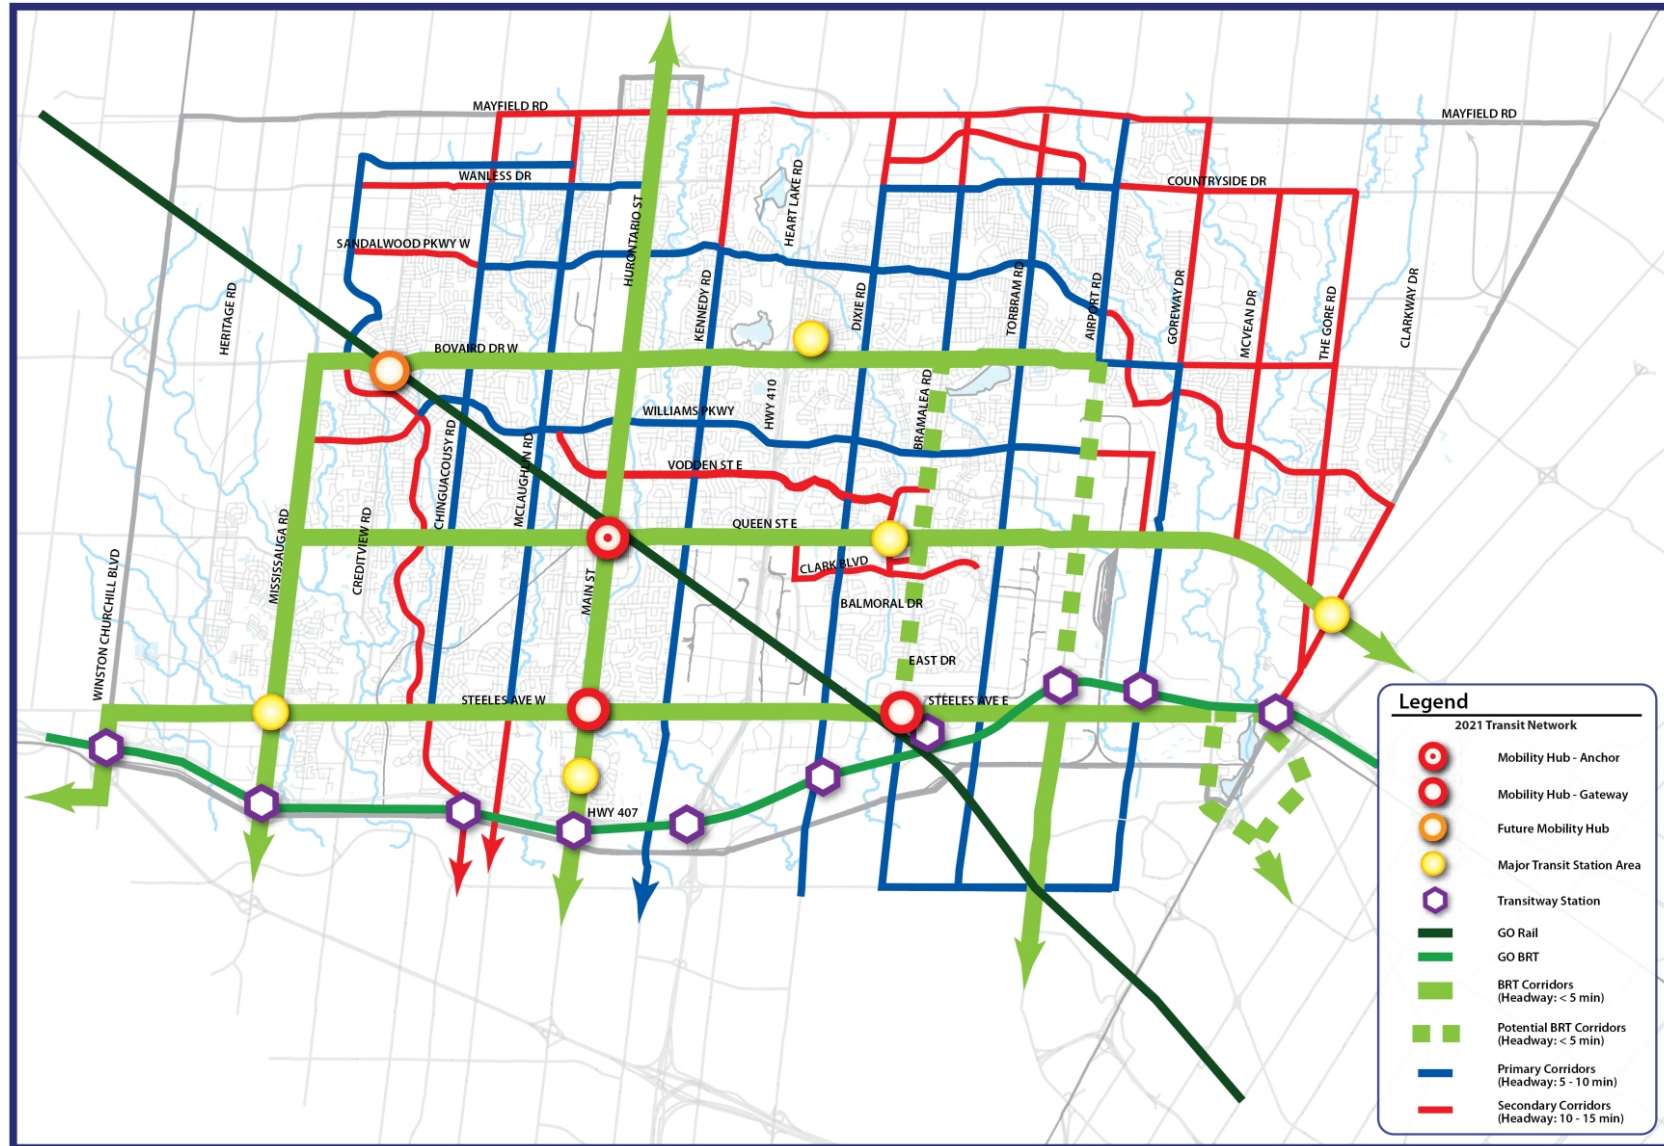 MAYFIELD RD
MAYFIELD RD
WANLESS DR
COUNTRYSIDE DR
HEART LAKE RD
HURONTARIO ST
SANDALWOOD PKWY W
HERITAGE RD
KENNEDY RD
DIXIE RD
TORBRAM RD
AIRPORT RD
GOREWAY DR
MCVEAN DR
THE GORE RD
CLARKWAY DR
BOVAIRD DR W
HWY 410
BRAMALEA RD
WILLIAMS PKWY
CHINGUACOUSY RD
MCLAUGHLIN RD
VODDEN ST E
QUEEN ST E
MISSISSAUGA RD
CREDITVIEW RD
WINSTON CHURCHILL BLVD
MAIN ST
CLARK BLVD
BALMORAL DR
EAST DR
STEELES AVE W
STEELES AVE E
HWY 407
Legend
2021 Transit Network
Mobility Hub - Anchor
Mobility Hub - Gateway
Future Mobility Hub
Major Transit Station Area
Transitway Station
GO Rail
GO BRT
BRT Corridors
(Headway: < 5 min)
Potential BRT Corridors
(Headway: < 5 min)
Primary Corridors
(Headway: 5 - 10 min)
Secondary Corridors
(Headway: 10 - 15 min)